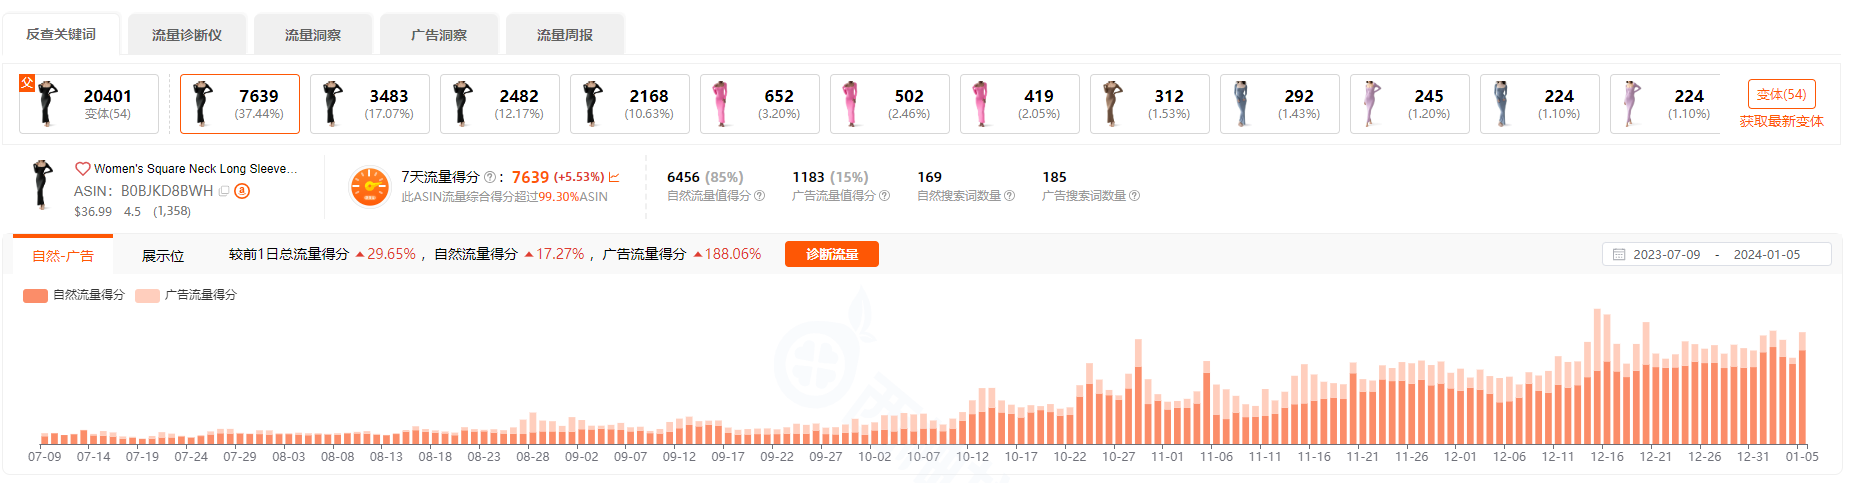 反查关键词 流量诊断仪 流量洞察 广告洞察 流量周报
父 20401 7639 3483 2482 2168 652 502 419 312 292 245 224 224 变体(54)
变体(54) (37.44%) (17.07%) (12.17%) (10.63%) (3.20%) (2.46%) (2.05%) (1.53%) (1.43%) (1.20%) (1.10%) (1.10%) 获取最新变体
Women's Square Neck Long Sleeve...
ASIN: B0BJKD8BWH
$36.99 4.5 (1,358)
7天流量得分 ? : 7639 (+5.53%)
此ASIN流量综合得分超过99.30%ASIN
6456 (85%) 1183 (15%) 169 185
自然流量值得分 ? 广告流量值得分 ? 自然搜索词数量 ? 广告搜索词数量 ?
自然-广告 展示位 较前1日总流量得分 29.65% , 自然流量得分 17.27% , 广告流量得分 188.06% 诊断流量 2023-07-09 - 2024-01-05
自然流量得分 广告流量得分
07-09 07-14 07-19 07-24 07-29 08-03 08-08 08-13 08-18 08-23 08-28 09-02 09-07 09-12 09-17 09-22 09-27 10-02 10-07 10-12 10-17 10-22 10-27 11-01 11-06 11-11 11-16 11-21 11-26 12-01 12-06 12-11 12-16 12-21 12-26 12-31 01-05